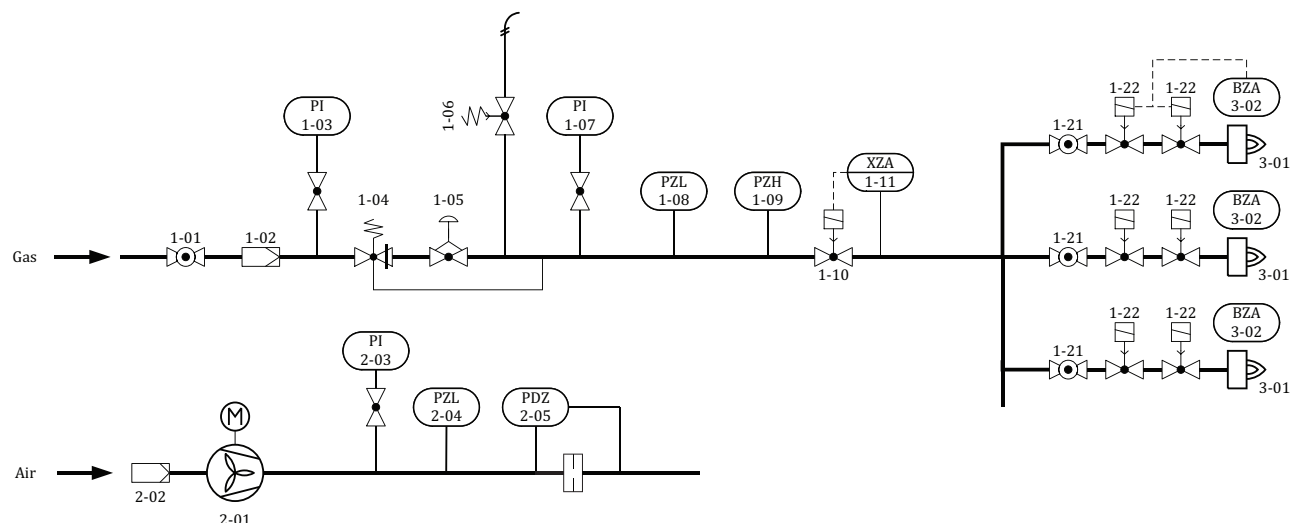 1-22
1-22
BZA
3-02
PI
1-03
1-06
PI
1-07
1-21
3-01
XZA
1-11
PZL
1-08
PZH
1-09
1-04
1-05
1-22
1-22
BZA
3-02
Gas
1-01
1-02
1-10
1-21
3-01
1-22
1-22
BZA
3-02
PI
2-03
1-21
3-01
PZL
2-04
PDZ
2-05
M
Air
2-02
2-01